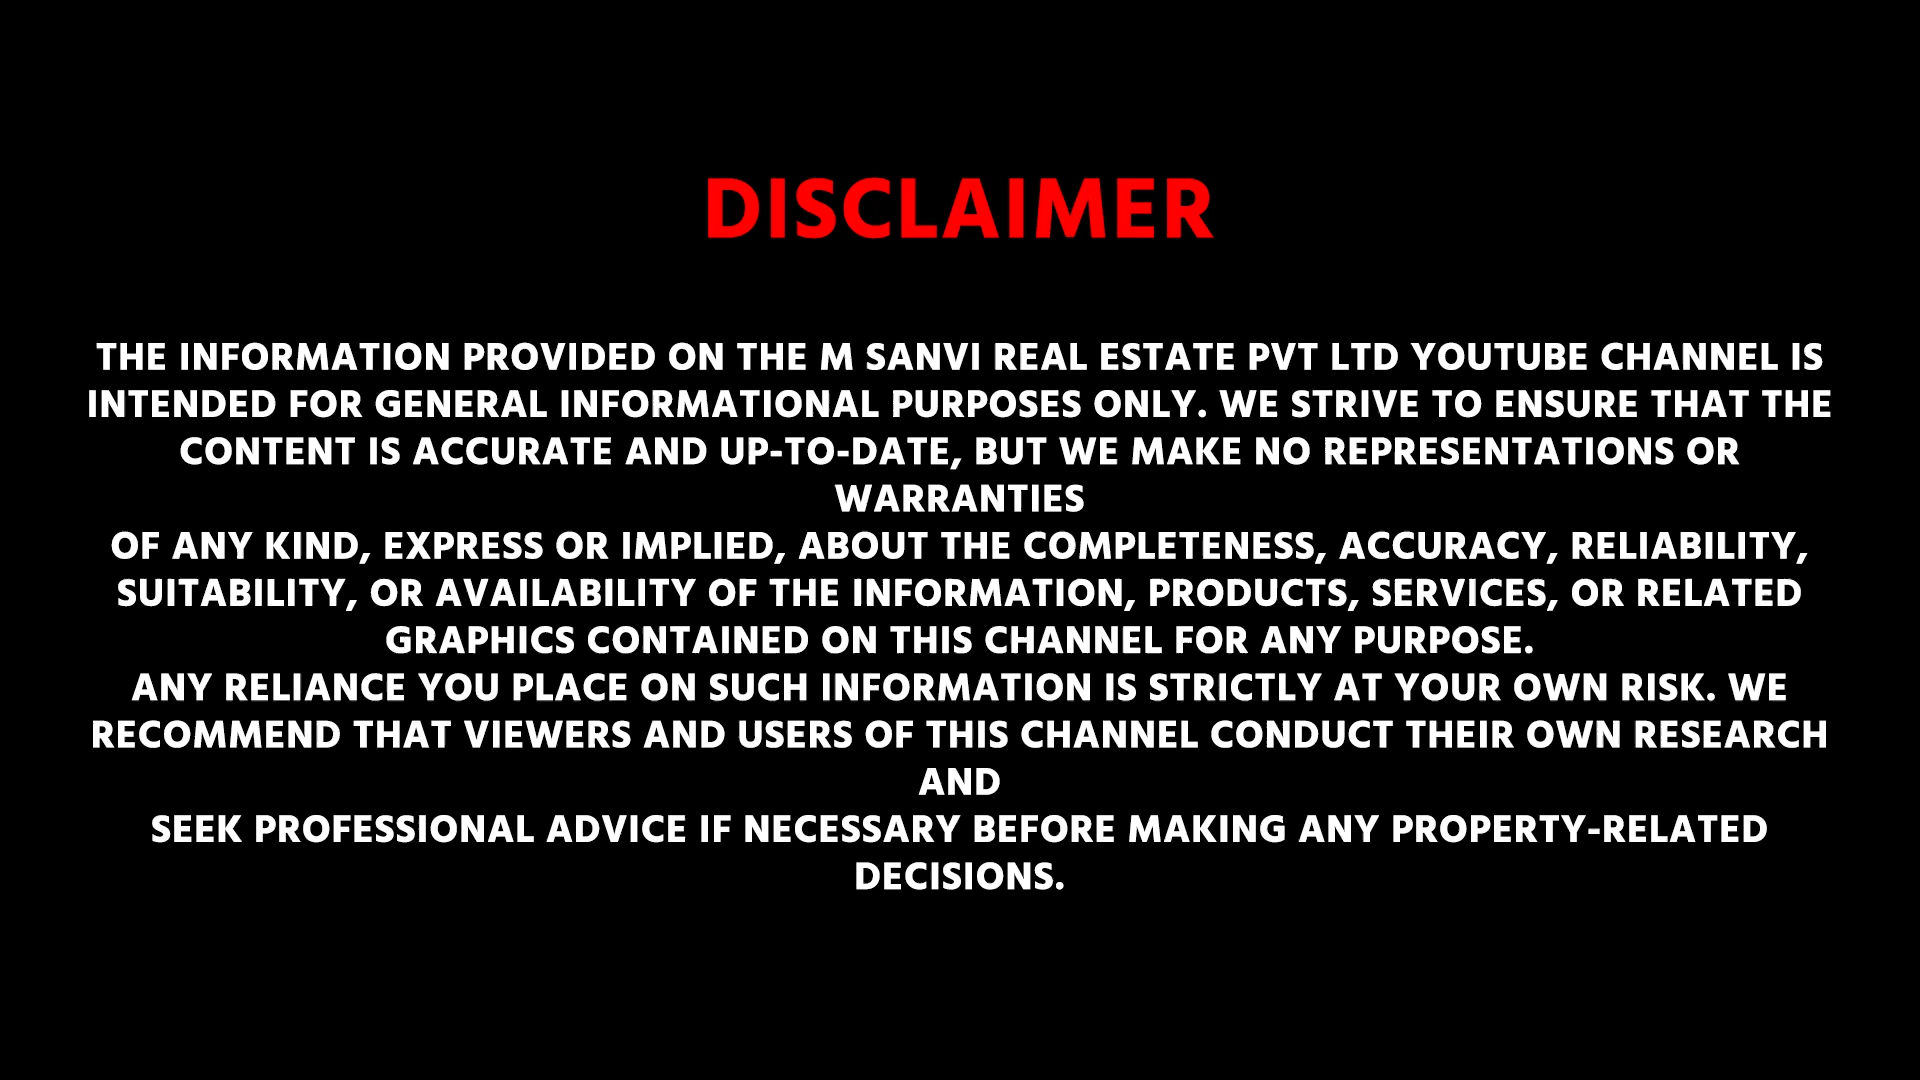 DISCLAIMER
THE INFORMATION PROVIDED ON THE M SANVI REAL ESTATE PVT LTD YOUTUBE CHANNEL IS
INTENDED FOR GENERAL INFORMATIONAL PURPOSES ONLY. WE STRIVE TO ENSURE THAT THE
CONTENT IS ACCURATE AND UP-TO-DATE, BUT WE MAKE NO REPRESENTATIONS OR
WARRANTIES
OF ANY KIND, EXPRESS OR IMPLIED, ABOUT THE COMPLETENESS, ACCURACY, RELIABILITY,
SUITABILITY, OR AVAILABILITY OF THE INFORMATION, PRODUCTS, SERVICES, OR RELATED
GRAPHICS CONTAINED ON THIS CHANNEL FOR ANY PURPOSE.
ANY RELIANCE YOU PLACE ON SUCH INFORMATION IS STRICTLY AT YOUR OWN RISK. WE
RECOMMEND THAT VIEWERS AND USERS OF THIS CHANNEL CONDUCT THEIR OWN RESEARCH
AND
SEEK PROFESSIONAL ADVICE IF NECESSARY BEFORE MAKING ANY PROPERTY-RELATED
DECISIONS.